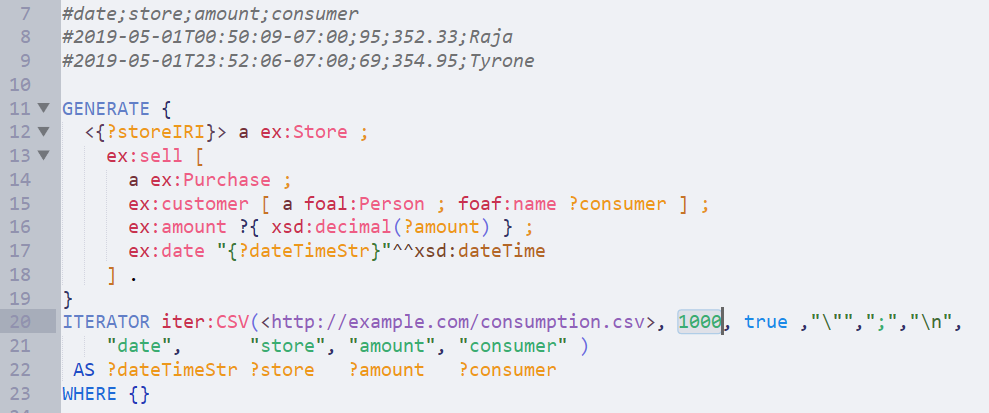 7 #date;store;amount;consumer
8 #2019-05-01T00:50:09-07:00;95;352.33;Raja
9 #2019-05-01T23:52:06-07:00;69;354.95;Tyrone
10
11 GENERATE {
12 <{?storeIRI}> a ex:Store ;
13 ex:sell [
14 a ex:Purchase ;
15 ex:customer [ a foal:Person ; foaf:name ?consumer ] ;
16 ex:amount ?{ xsd:decimal(?amount) } ;
17 ex:date "{?dateTimeStr}"^^xsd:dateTime
18 ] .
19 }
20 ITERATOR iter:CSV(<http://example.com/consumption.csv>, 1000, true ,"\"",";","\n",
21 "date", "store", "amount", "consumer" )
22 AS ?dateTimeStr ?store ?amount ?consumer
23 WHERE {}